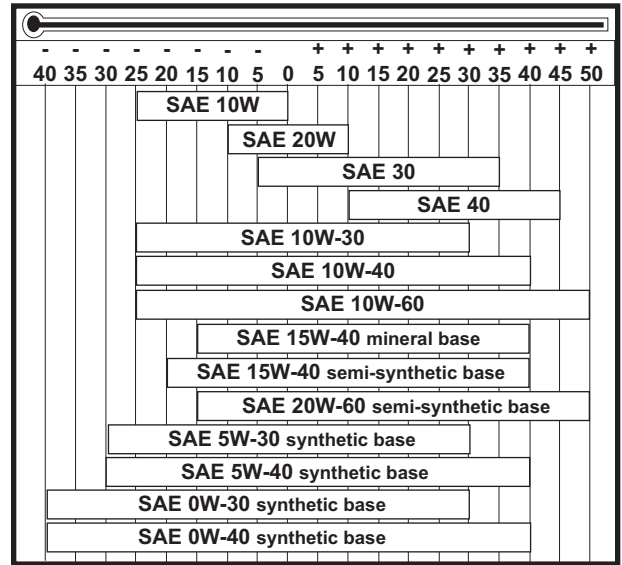 - - - - - - - - + + + + + + + + + +
40 35 30 25 20 15 10 5 0 5 10 15 20 25 30 35 40 45 50
SAE 10W
SAE 20W
SAE 30
SAE 40
SAE 10W-30
SAE 10W-40
SAE 10W-60
SAE 15W-40 mineral base
SAE 15W-40 semi-synthetic base
SAE 20W-60 semi-synthetic base
SAE 5W-30 synthetic base
SAE 5W-40 synthetic base
SAE 0W-30 synthetic base
SAE 0W-40 synthetic base